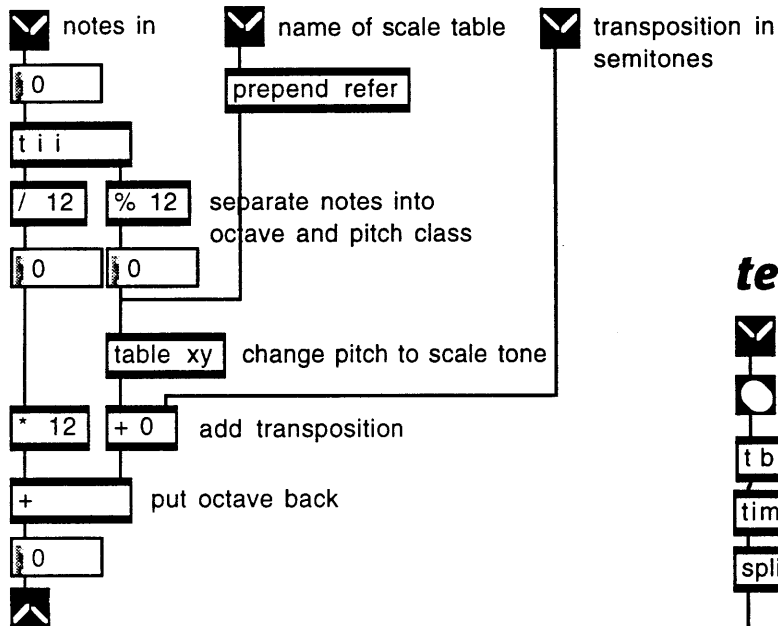 notes in
name of scale table
transposition in
semitones
0
prepend refer
t i i
/ 12
% 12
separate notes into
octave and pitch class
0
0
table xy
change pitch to scale tone
* 12
+ 0
add transposition
+
put octave back
0
te
t b
tim
spli